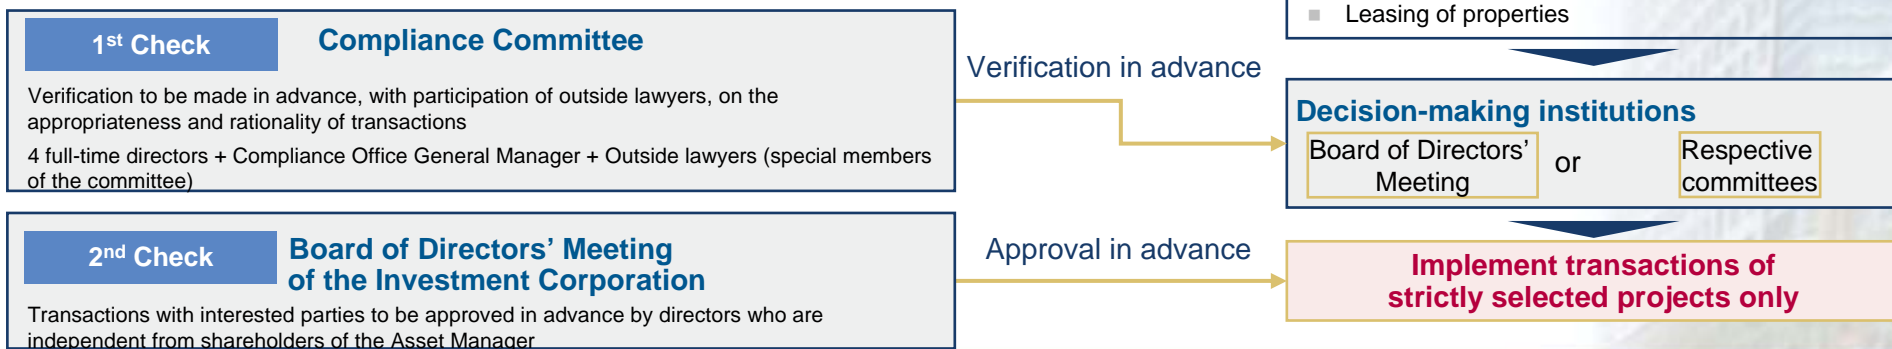 Leasing of properties
1st Check
Compliance Committee
Verification to be made in advance, with participation of outside lawyers, on the
appropriateness and rationality of transactions
4 full-time directors + Compliance Office General Manager + Outside lawyers (special members
of the committee)
Verification in advance
Decision-making institutions
Board of Directors’
Meeting
or
Respective
committees
2nd Check
Board of Directors’ Meeting
of the Investment Corporation
Transactions with interested parties to be approved in advance by directors who are
independent from shareholders of the Asset Manager
Approval in advance
Implement transactions of
strictly selected projects only